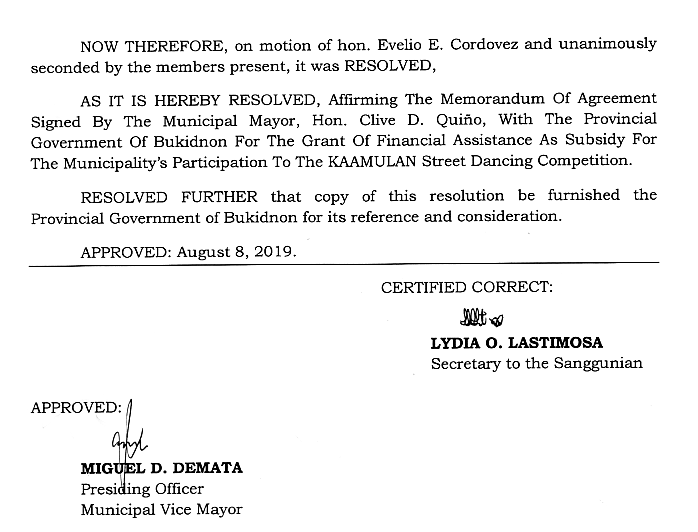 NOW THEREFORE, on motion of hon. Evelio E. Cordovez and unanimously
seconded by the members present, it was RESOLVED,
AS IT IS HEREBY RESOLVED, Affirming The Memorandum Of Agreement
Signed By The Municipal Mayor, Hon. Clive D. Quiño, With The Provincial
Government Of Bukidnon For The Grant Of Financial Assistance As Subsidy For
The Municipality's Participation To The KAAMULAN Street Dancing Competition.
RESOLVED FURTHER that copy of this resolution be furnished the
Provincial Government of Bukidnon for its reference and consideration.
APPROVED: August 8, 2019.
CERTIFIED CORRECT:
LYDIA O. LASTIMOSA
Secretary to the Sanggunian
APPROVED:
MIGUEL D. DEMATA
Presiding Officer
Municipal Vice Mayor